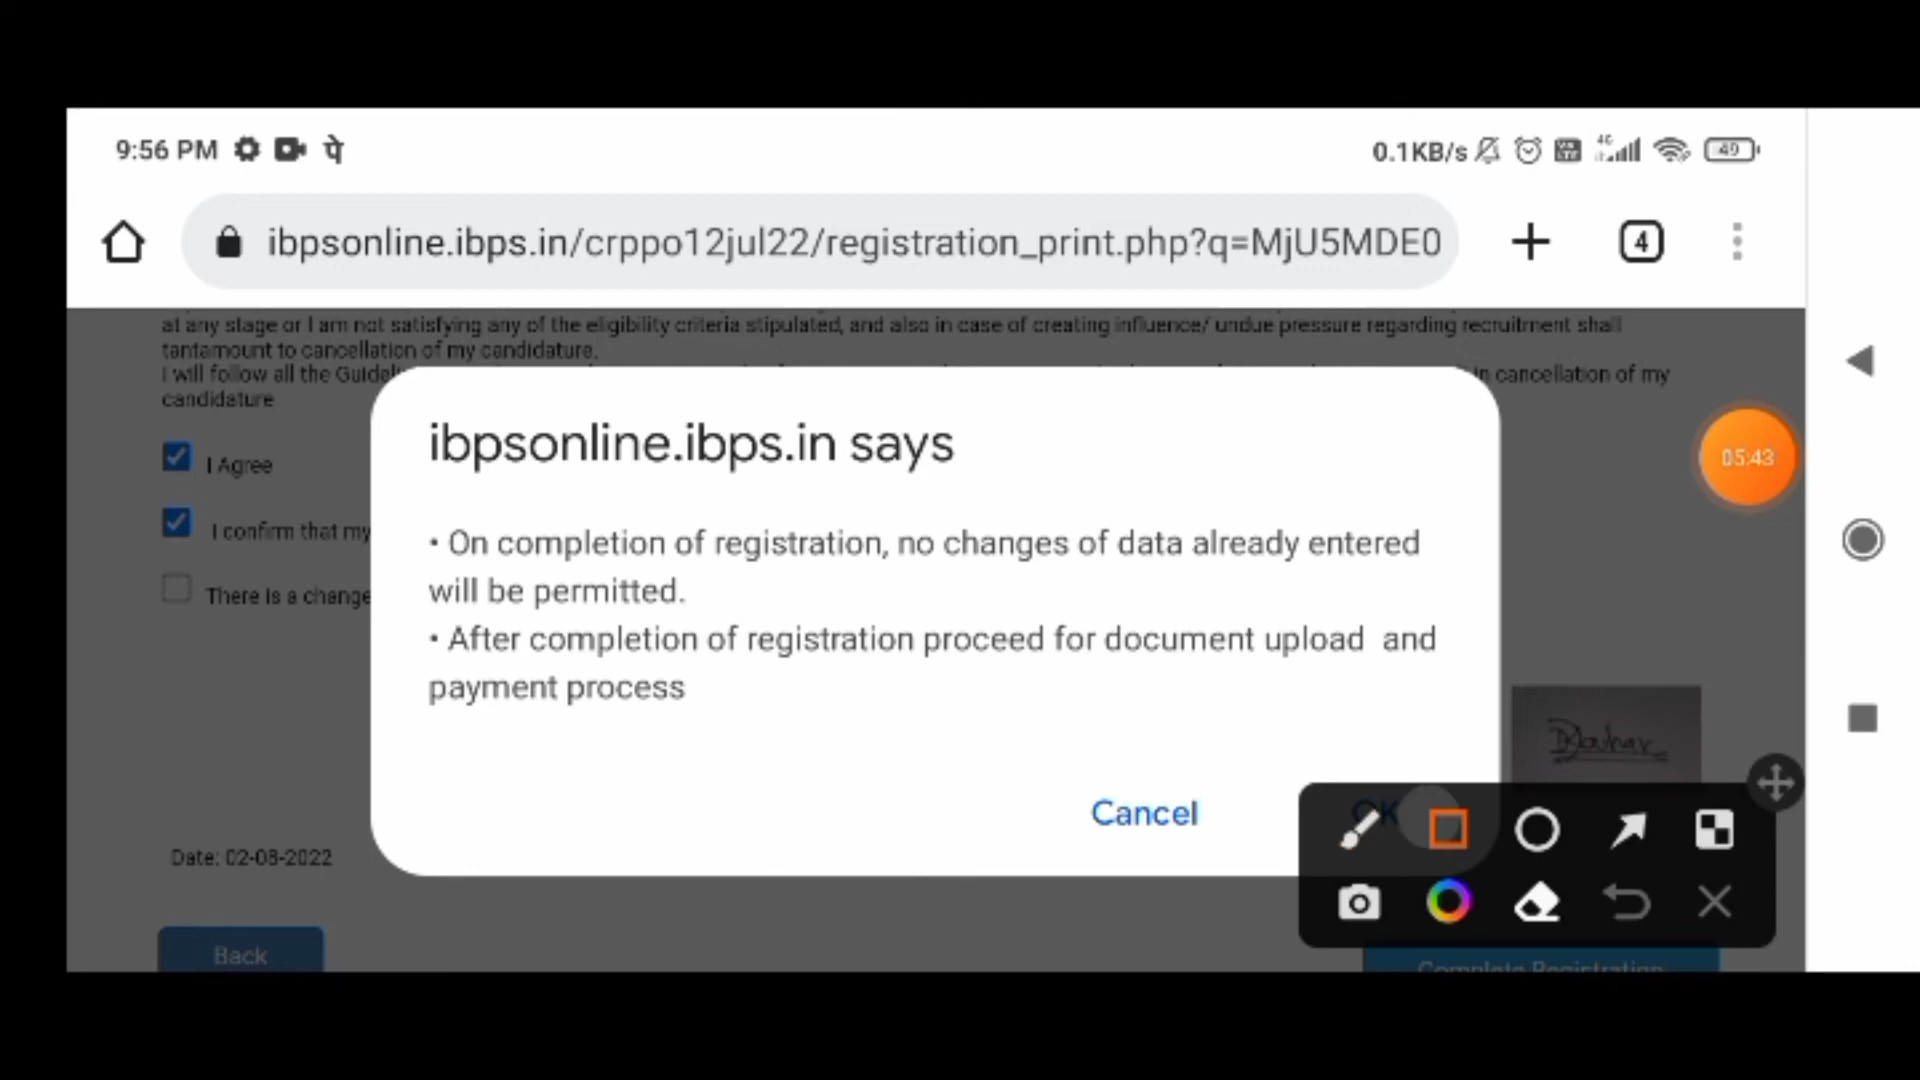 9:56 PM पे 0.1KB/s 4G 49
ibpsonline.ibps.in/crppo12jul22/registration_print.php?q=MjU5MDE0 4
at any stage or I am not satisfying any of the eligibility criteria stipulated, and also in case of creating influence/ undue pressure regarding recruitment shall
tantamount to cancellation of my candidature.
I will follow all the in cancellation of my
candidature
ibpsonline.ibps.in says
05:43
I Agree
• On completion of registration, no changes of data already entered
I confirm that my
will be permitted.
There is a change
• After completion of registration proceed for document upload and
payment process
Cancel OK
Date: 02-08-2022
Back
Complete Registration